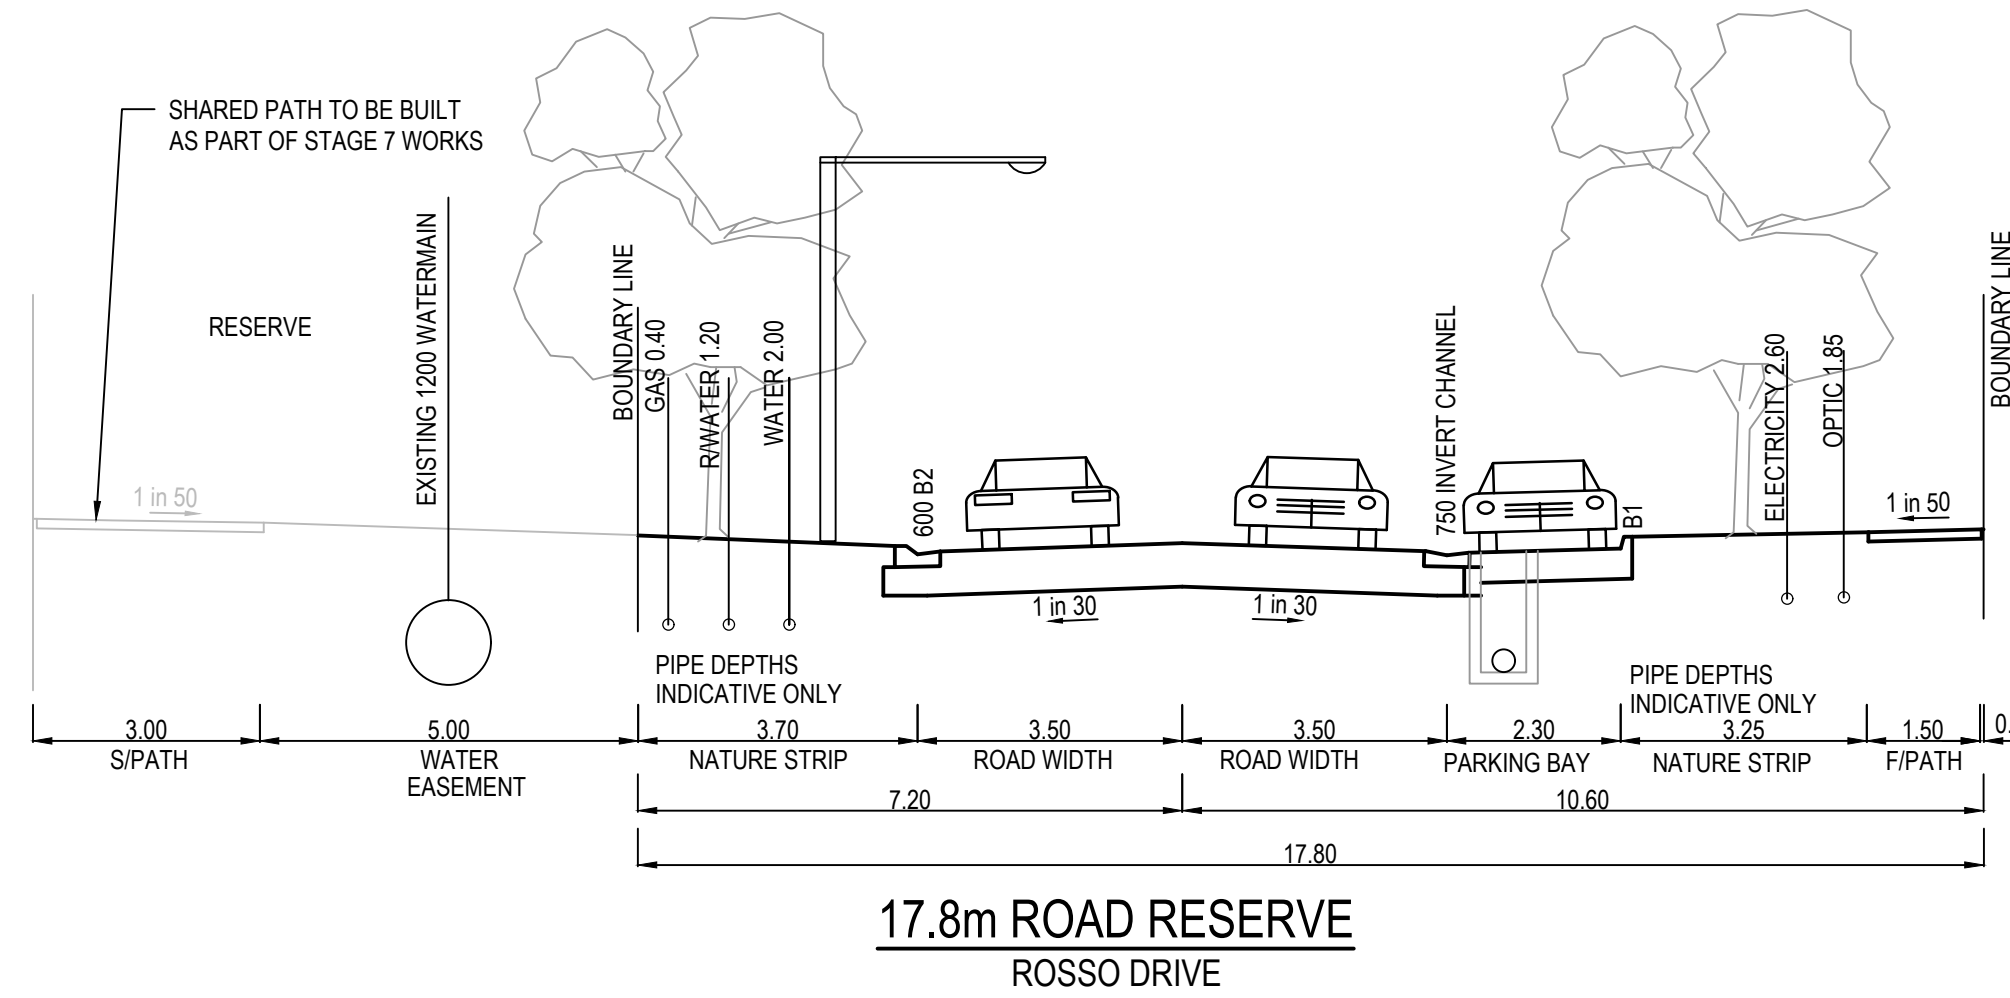 SHARED PATH TO BE BUILT
AS PART OF STAGE 7 WORKS
RESERVE
EXISTING 1200 WATERMAIN
BOUNDARY LINE
GAS 0.40
R/WATER 1.20
WATER 2.00
600 B2
750 INVERT CHANNEL
B1
ELECTRICITY 2.60
OPTIC 1.85
BOUNDARY LINE
1 in 50
1 in 50
1 in 30
1 in 30
PIPE DEPTHS
INDICATIVE ONLY
PIPE DEPTHS
INDICATIVE ONLY
3.00
S/PATH
5.00
WATER
EASEMENT
3.70
NATURE STRIP
3.50
ROAD WIDTH
3.50
ROAD WIDTH
2.30
PARKING BAY
3.25
NATURE STRIP
1.50
F/PATH
7.20
10.60
17.80
17.8m ROAD RESERVE
ROSSO DRIVE